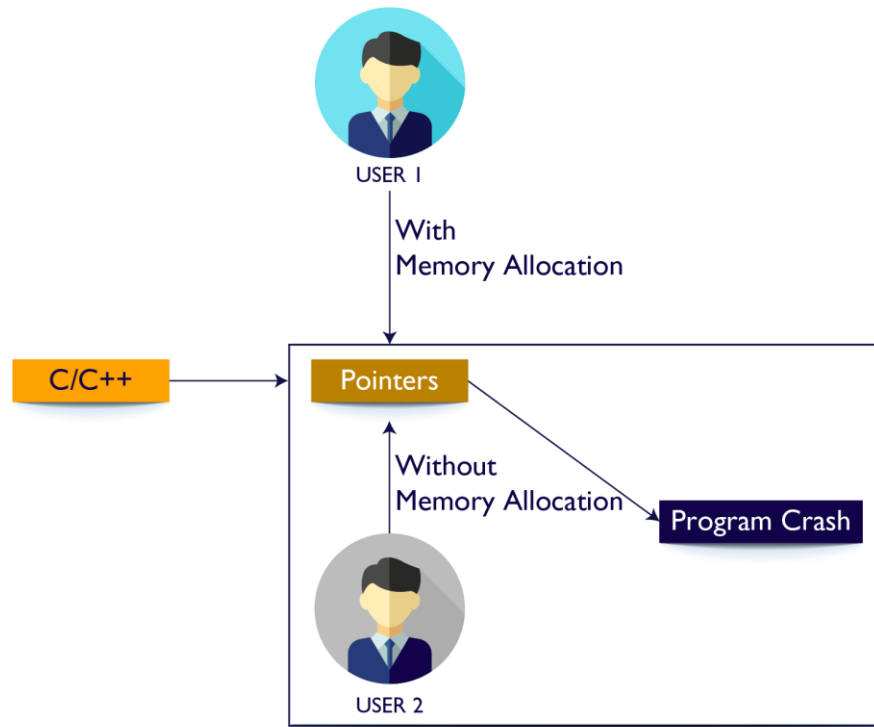 USER 1
With
Memory Allocation
C/C++
Pointers
Without
Memory Allocation
Program Crash
USER 2